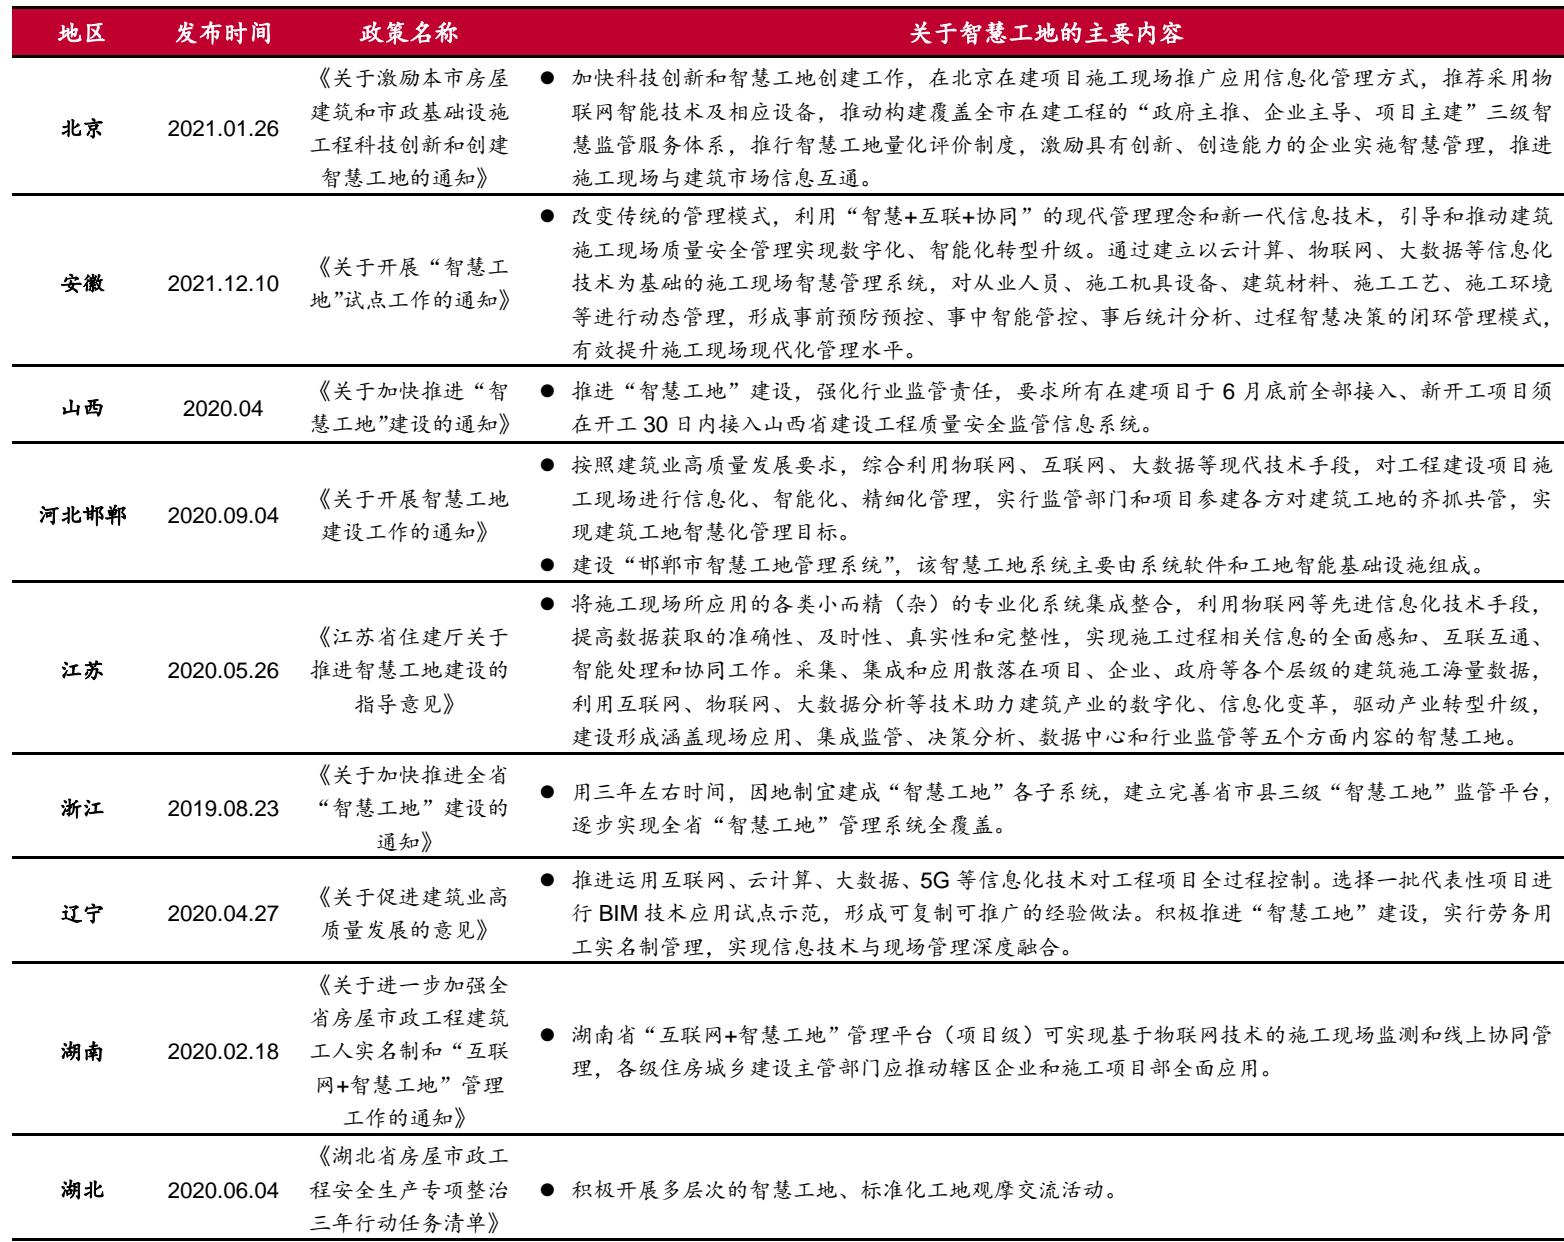 地区 发布时间 政策名称 关于智慧工地的主要内容
北京 2021.01.26
《关于激励本市房屋
建筑和市政基础设施
工程科技创新和创建
智慧工地的通知》
● 加快科技创新和智慧工地创建工作，在北京在建项目施工现场推广应用信息化管理方式，推荐采用物
联网智能技术及相应设备，推动构建覆盖全市在建工程的“政府主推、企业主导、项目主建”三级智
慧监管服务体系，推行智慧工地量化评价制度，激励具有创新、创造能力的企业实施智慧管理，推进
施工现场与建筑市场信息互通。
安徽 2021.12.10
《关于开展“智慧工
地”试点工作的通知》
● 改变传统的管理模式，利用“智慧+互联+协同”的现代管理理念和新一代信息技术，引导和推动建筑
施工现场质量安全管理实现数字化、智能化转型升级。通过建立以云计算、物联网、大数据等信息化
技术为基础的施工现场智慧管理系统，对从业人员、施工机具设备、建筑材料、施工工艺、施工环境
等进行动态管理，形成事前预防预控、事中智能管控、事后统计分析、过程智慧决策的闭环管理模式，
有效提升施工现场现代化管理水平。
山西 2020.04
《关于加快推进“智
慧工地”建设的通知》
● 推进“智慧工地”建设，强化行业监管责任，要求所有在建项目于 6 月底前全部接入、新开工项目须
在开工 30 日内接入山西省建设工程质量安全监管信息系统。
河北邯郸 2020.09.04
《关于开展智慧工地
建设工作的通知》
● 按照建筑业高质量发展要求，综合利用物联网、互联网、大数据等现代技术手段，对工程建设项目施
工现场进行信息化、智能化、精细化管理，实行监管部门和项目参建各方对建筑工地的齐抓共管，实
现建筑工地智慧化管理目标。
● 建设“邯郸市智慧工地管理系统”，该智慧工地系统主要由系统软件和工地智能基础设施组成。
江苏 2020.05.26
《江苏省住建厅关于
推进智慧工地建设的
指导意见》
● 将施工现场所应用的各类小而精（杂）的专业化系统集成整合，利用物联网等先进信息化技术手段，
提高数据获取的准确性、及时性、真实性和完整性，实现施工过程相关信息的全面感知、互联互通、
智能处理和协同工作。采集、集成和应用散落在项目、企业、政府等各个层级的建筑施工海量数据，
利用互联网、物联网、大数据分析等技术助力建筑产业的数字化、信息化变革，驱动产业转型升级，
建设形成涵盖现场应用、集成监管、决策分析、数据中心和行业监管等五个方面内容的智慧工地。
浙江 2019.08.23
《关于加快推进全省
“智慧工地”建设的
通知》
● 用三年左右时间，因地制宜建成“智慧工地”各子系统，建立完善省市县三级“智慧工地”监管平台，
逐步实现全省“智慧工地”管理系统全覆盖。
辽宁 2020.04.27
《关于促进建筑业高
质量发展的意见》
● 推进运用互联网、云计算、大数据、5G 等信息化技术对工程项目全过程控制。选择一批代表性项目进
行 BIM 技术应用试点示范，形成可复制可推广的经验做法。积极推进“智慧工地”建设，实行劳务用
工实名制管理，实现信息技术与现场管理深度融合。
湖南 2020.02.18
《关于进一步加强全
省房屋市政工程建筑
工人实名制和“互联
网+智慧工地”管理
工作的通知》
● 湖南省“互联网+智慧工地”管理平台（项目级）可实现基于物联网技术的施工现场监测和线上协同管
理，各级住房城乡建设主管部门应推动辖区企业和施工项目部全面应用。
湖北 2020.06.04
《湖北省房屋市政工
程安全生产专项整治
三年行动任务清单》
● 积极开展多层次的智慧工地、标准化工地观摩交流活动。